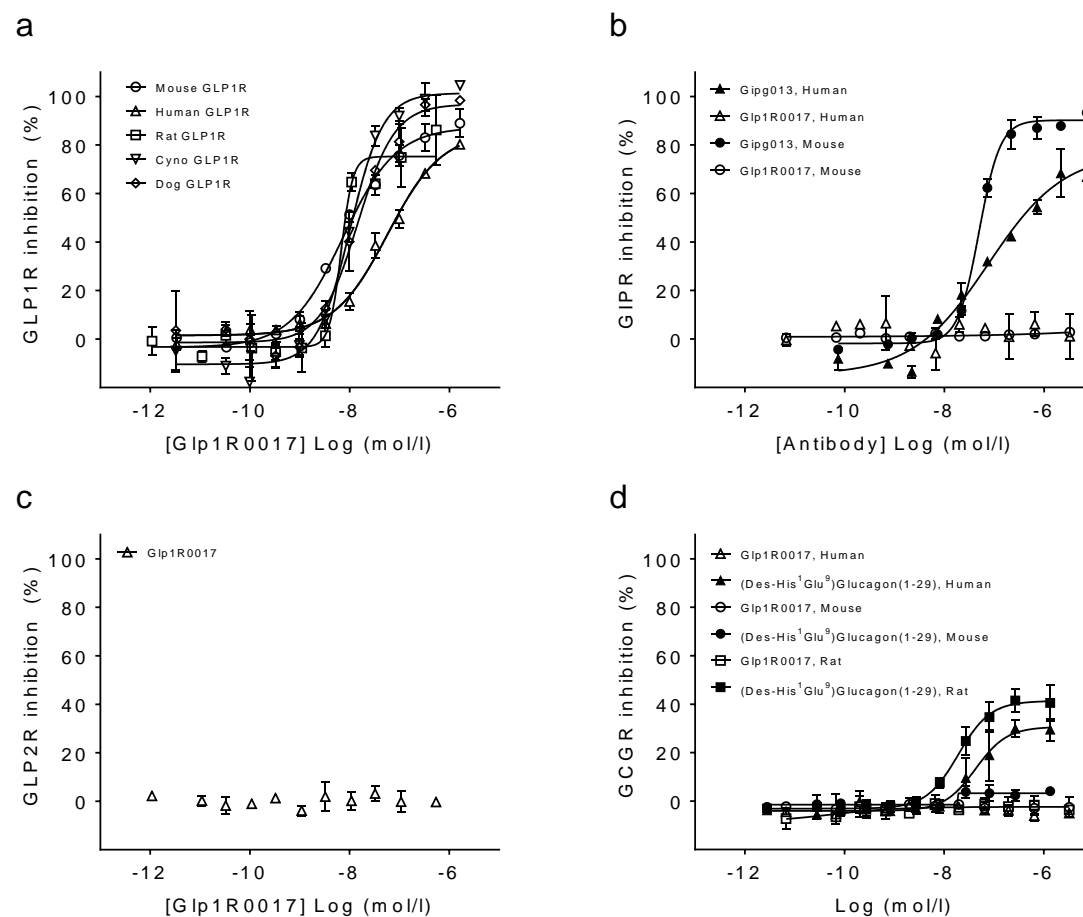 a
GLP1R inhibition (%)
100
80
60
40
20
0
Mouse GLP1R
Human GLP1R
Rat GLP1R
Cyno GLP1R
Dog GLP1R
-12 -10 -8 -6
[Glp1R0017] Log (mol/l)
b
GIPR inhibition (%)
100
80
60
40
20
0
Gipg013, Human
Glp1R0017, Human
Gipg013, Mouse
Glp1R0017, Mouse
-12 -10 -8 -6
[Antibody] Log (mol/l)
c
GLP2R inhibition (%)
100
80
60
40
20
0
Glp1R0017
-12 -10 -8 -6
[Glp1R0017] Log (mol/l)
d
GCGR inhibition (%)
100
80
60
40
20
0
Glp1R0017, Human
(Des-His¹Glu⁹)Glucagon(1-29), Human
Glp1R0017, Mouse
(Des-His¹Glu⁹)Glucagon(1-29), Mouse
Glp1R0017, Rat
(Des-His¹Glu⁹)Glucagon(1-29), Rat
-12 -10 -8 -6
Log (mol/l)